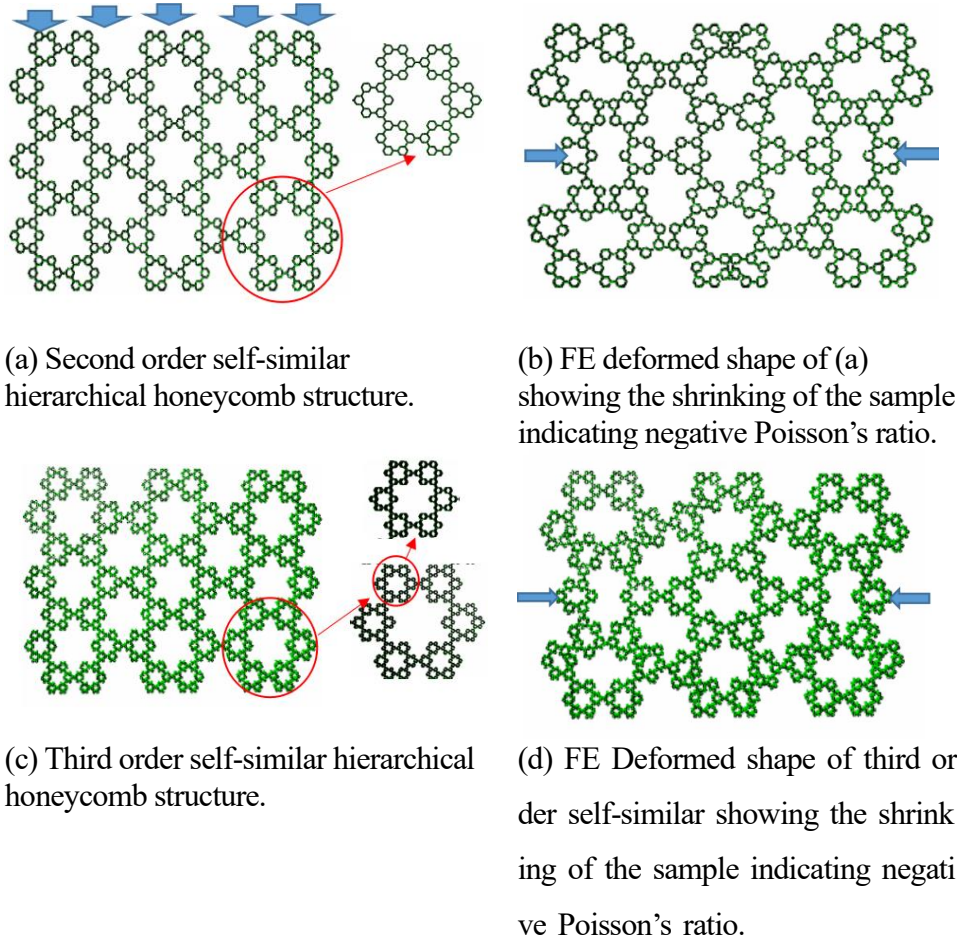 (a) Second order self-similar
hierarchical honeycomb structure.
(b) FE deformed shape of (a)
showing the shrinking of the sample
indicating negative Poisson's ratio.
(c) Third order self-similar hierarchical
honeycomb structure.
(d) FE Deformed shape of third or
der self-similar showing the shrink
ing of the sample indicating negati
ve Poisson's ratio.